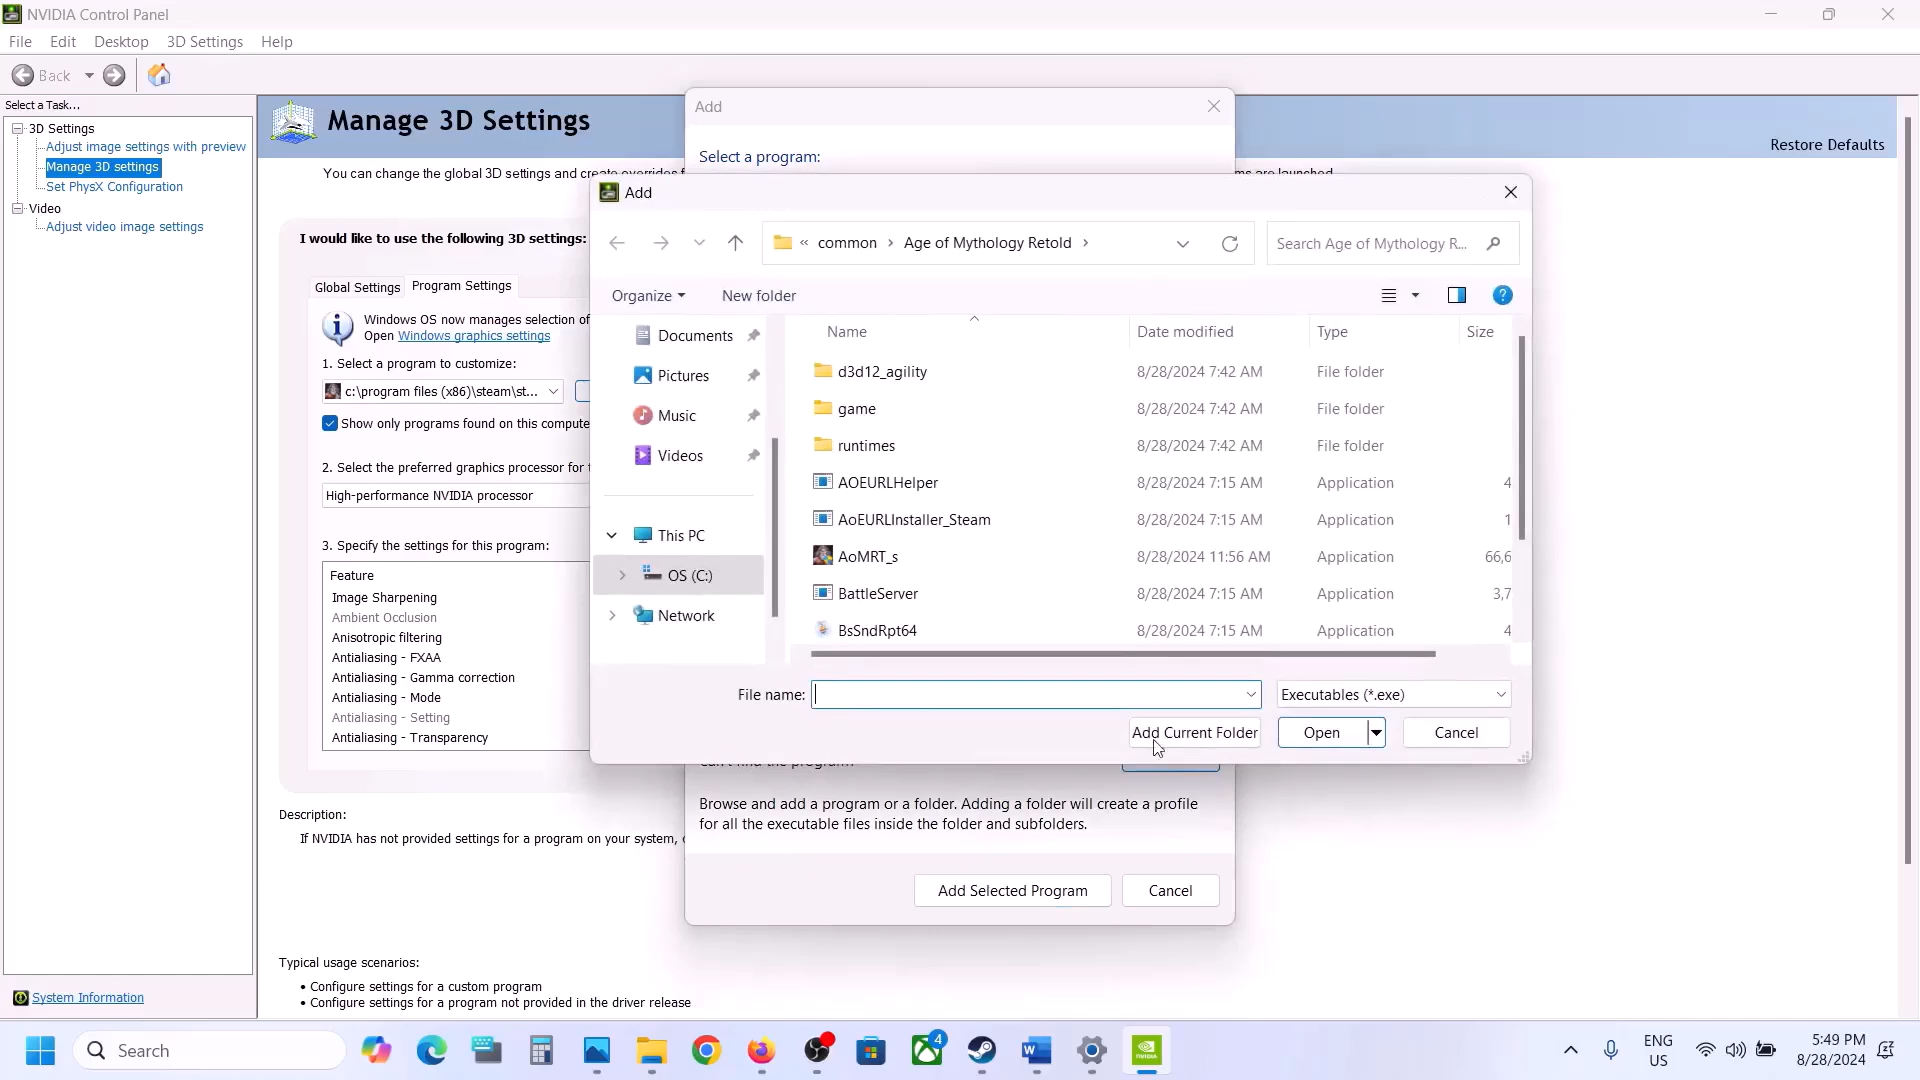 NVIDIA Control Panel
File Edit Desktop 3D Settings Help
Back
Select a Task...
3D Settings
Adjust image settings with preview
Manage 3D settings
Set PhysX Configuration
Video
Adjust video image settings
System Information
Manage 3D Settings
Restore Defaults
You can change the global 3D settings and create overrides
are launched.
I would like to use the following 3D settings:
Global Settings Program Settings
Windows OS now manages selection of
Open Windows graphics settings
1. Select a program to customize:
c:\program files (x86)\steam\st...
Show only programs found on this compute
2. Select the preferred graphics processor for
High-performance NVIDIA processor
3. Specify the settings for this program:
Feature
Image Sharpening
Ambient Occlusion
Anisotropic filtering
Antialiasing - FXAA
Antialiasing - Gamma correction
Antialiasing - Mode
Antialiasing - Setting
Antialiasing - Transparency
Description:
If NVIDIA has not provided settings for a program on your system,
Typical usage scenarios:
• Configure settings for a custom program
• Configure settings for a program not provided in the driver release
Add
Select a program:
Add
« common › Age of Mythology Retold ›
Search Age of Mythology R...
Organize New folder
Documents
Pictures
Music
Videos
This PC
OS (C:)
Network
Name Date modified Type Size
d3d12_agility 8/28/2024 7:42 AM File folder
game 8/28/2024 7:42 AM File folder
runtimes 8/28/2024 7:42 AM File folder
AOEURLHelper 8/28/2024 7:15 AM Application 4
AoEURLInstaller_Steam 8/28/2024 7:15 AM Application 1
AoMRT_s 8/28/2024 11:56 AM Application 66,6
BattleServer 8/28/2024 7:15 AM Application 3,7
BsSndRpt64 8/28/2024 7:15 AM Application 4
File name: Executables (*.exe)
Add Current Folder Open Cancel
Can't find the program?
Browse and add a program or a folder. Adding a folder will create a profile
for all the executable files inside the folder and subfolders.
Add Selected Program Cancel
Search
4
ENG
US
5:49 PM
8/28/2024